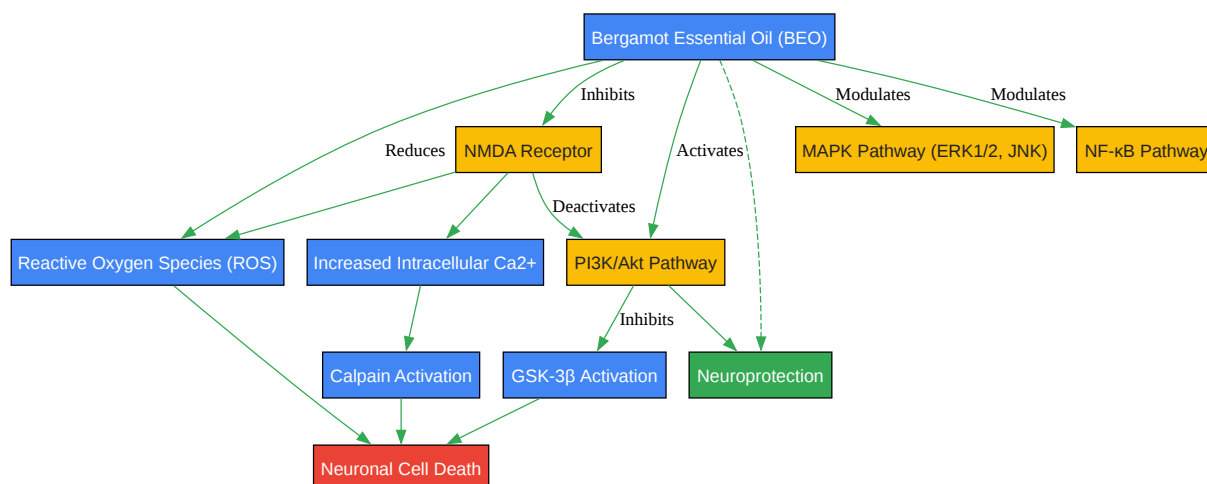 Bergamot Essential Oil (BEO)
Inhibits
Modulates
Modulates
NMDA Receptor
MAPK Pathway (ERK1/2, JNK)
NF-κB Pathway
Reduces
Activates
Deactivates
Reactive Oxygen Species (ROS)
Increased Intracellular Ca2+
PI3K/Akt Pathway
Inhibits
Calpain Activation
GSK-3β Activation
Neuroprotection
Neuronal Cell Death